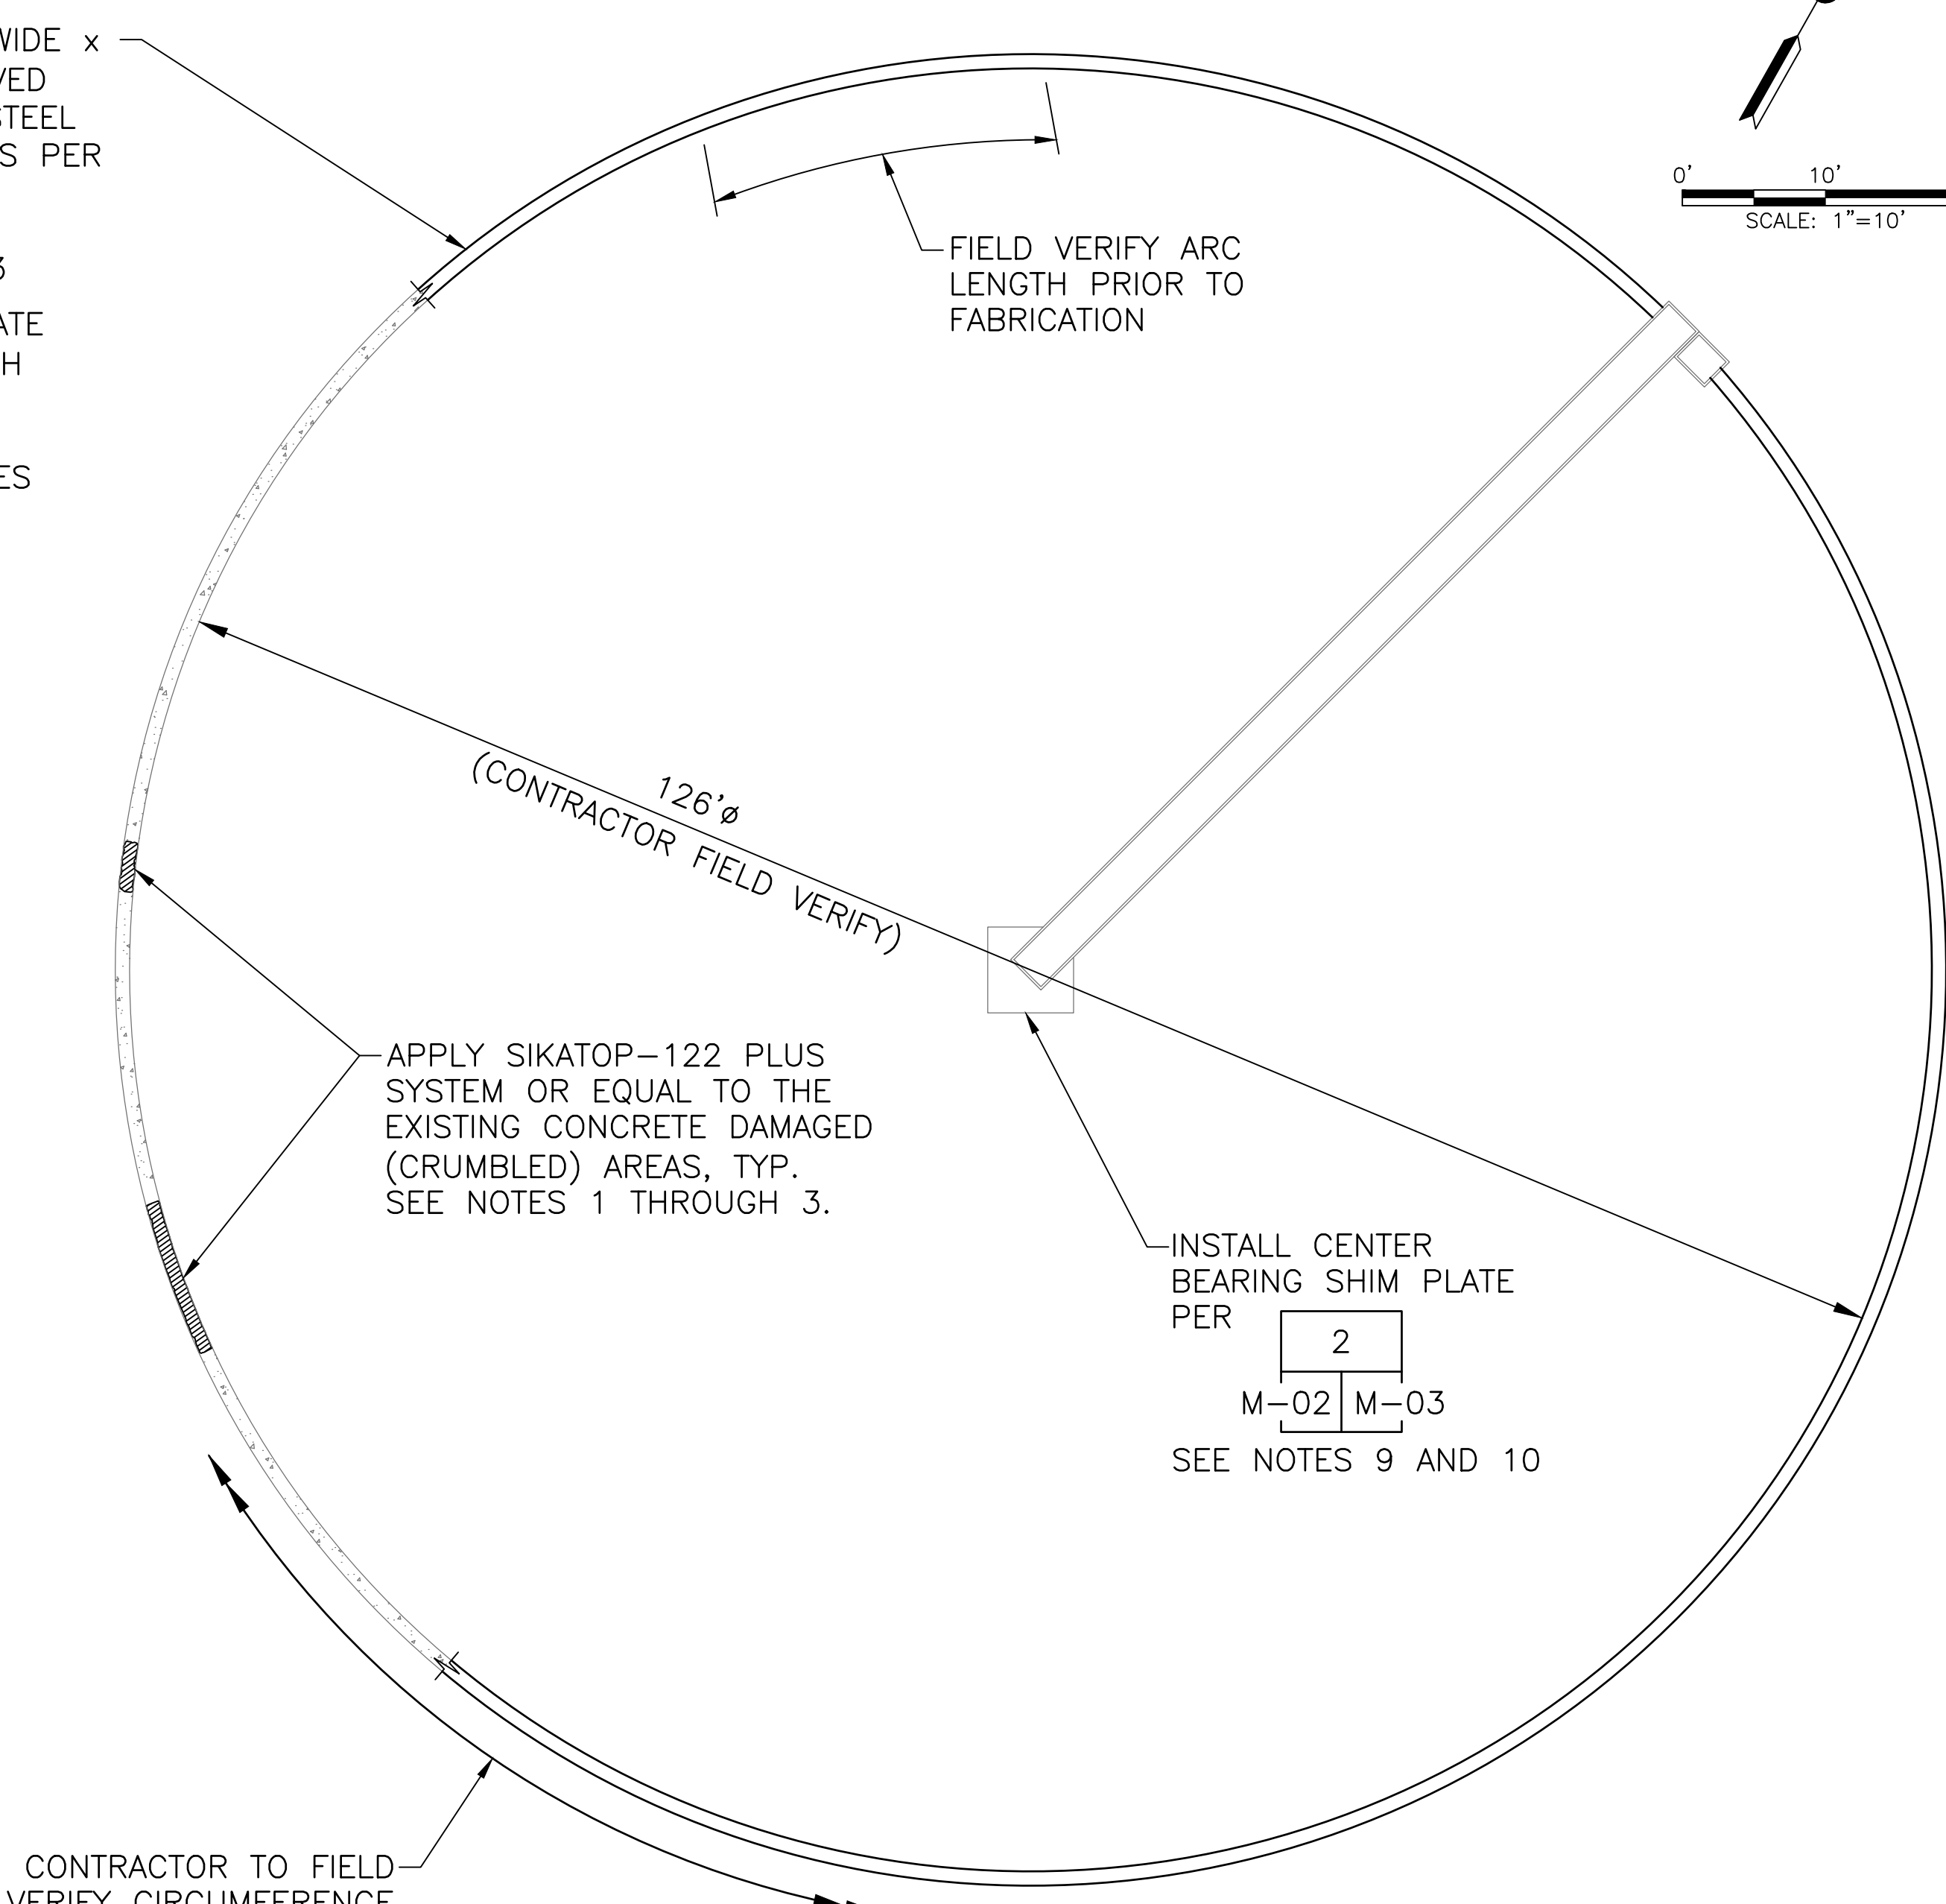 WIDE x
STEEL
S PER
ES
0' 10'
SCALE: 1"=10'
FIELD VERIFY ARC
LENGTH PRIOR TO
FABRICATION
126'ø
(CONTRACTOR FIELD VERIFY)
APPLY SIKATOP-122 PLUS
SYSTEM OR EQUAL TO THE
EXISTING CONCRETE DAMAGED
(CRUMBLED) AREAS, TYP.
SEE NOTES 1 THROUGH 3.
INSTALL CENTER
BEARING SHIM PLATE
PER
2
M-02 M-03
SEE NOTES 9 AND 10
CONTRACTOR TO FIELD
VERIFY CIRCUMFERENCE